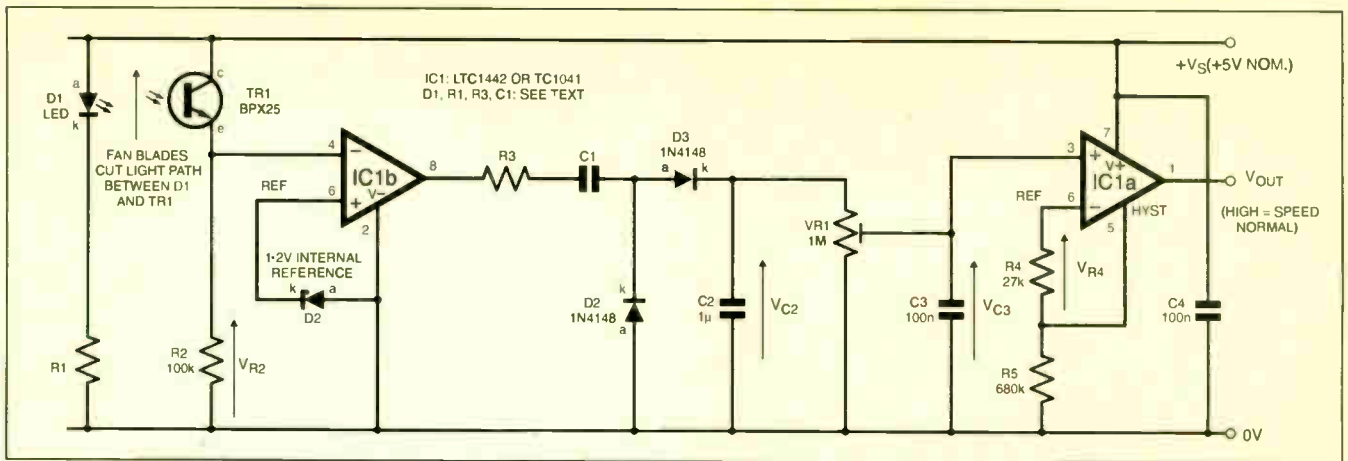 a
D1
LED
k
FAN BLADES
CUT LIGHT PATH
BETWEEN D1
AND TR1
R1
c
TR1
BPX25
e
R2
100k
VR2
IC1: LTC1442 OR TC1041
D1, R1, R3, C1: SEE TEXT
4
−
IC1b
8
REF
6
+
V−
2
1·2V INTERNAL
REFERENCE
k
a
D2
R3
C1
D3
1N4148
a
k
k
D2
1N4148
a
C2
1µ
VC2
VR1
1M
C3
100n
VC3
7
3
+
V+
IC1a
1
REF
6
−
HYST
5
R4
27k
VR4
R5
680k
C4
100n
+VS(+5V NOM.)
VOUT
(HIGH = SPEED
NORMAL)
0V